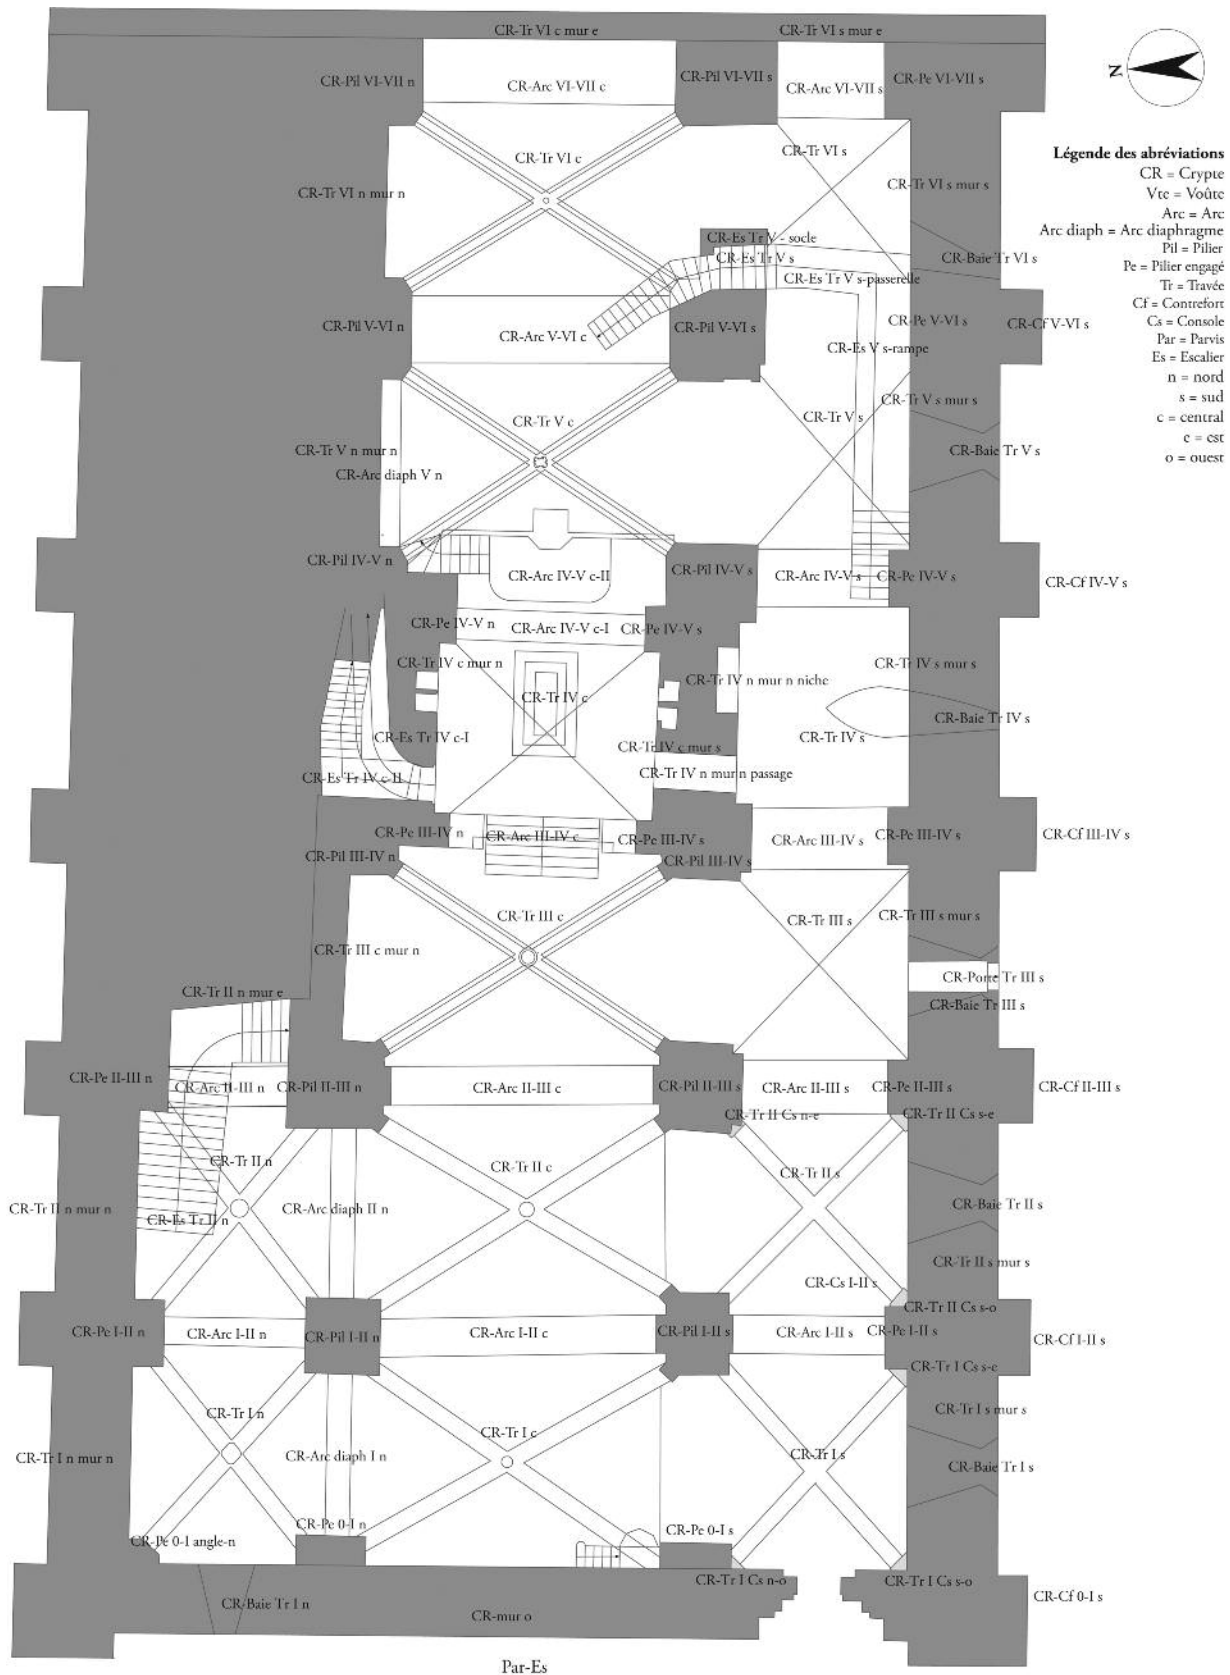 CR-Tr VI c mur e
CR-Tr VI s mur e
CR-Pil VI-VII n
CR-Arc VI-VII c
CR-Pil VI-VII s
CR-Arc VI-VII s
CR-Pe VI-VII s
N
Légende des abréviations
CR = Crypte
Vte = Voûte
Arc = Arc
Arc diaph = Arc diaphragme
Pil = Pilier
Pe = Pilier engagé
Tr = Travée
Cf = Contrefort
Cs = Console
Par = Parvis
Es = Escalier
n = nord
s = sud
c = central
e = est
o = ouest
CR-Tr VI c
CR-Tr VI s
CR-Tr VI n mur n
CR-Tr VI s mur s
CR-Es Tr V - socle
CR-Es Tr V s
CR-Baie Tr VI s
CR-Es Tr V s-passerelle
CR-Pil V-VI n
CR-Arc V-VI c
CR-Pil V-VI s
CR-Pe V-VI s
CR-Cf V-VI s
CR-Es V s-rampe
CR-Tr V c
CR-Tr V s
CR-Tr V s mur s
CR-Tr V n mur n
CR-Baie Tr V s
CR-Arc diaph V n
CR-Pil IV-V n
CR-Arc IV-V c-II
CR-Pil IV-V s
CR-Arc IV-V s
CR-Pe IV-V s
CR-Cf IV-V s
CR-Pe IV-V n
CR-Arc IV-V c-I
CR-Pe IV-V s
CR-Tr IV c mur n
CR-Tr IV s mur s
CR-Tr IV n mur n niche
CR-Tr IV c
CR-Baie Tr IV s
CR-Es Tr IV c-I
CR-Tr IV s
CR-Tr IV c mur s
CR-Es Tr IV c-II
CR-Tr IV n mur n passage
CR-Pe III-IV n
CR-Arc III-IV c
CR-Pe III-IV s
CR-Arc III-IV s
CR-Pe III-IV s
CR-Cf III-IV s
CR-Pil III-IV n
CR-Pil III-IV s
CR-Tr III c
CR-Tr III s
CR-Tr III s mur s
CR-Tr III c mur n
CR-Porte Tr III s
CR-Tr II n mur e
CR-Baie Tr III s
CR-Pe II-III n
CR-Arc II-III n
CR-Pil II-III n
CR-Arc II-III c
CR-Pil II-III s
CR-Arc II-III s
CR-Pe II-III s
CR-Cf II-III s
CR-Tr II Cs n-e
CR-Tr II Cs s-e
CR-Tr II n
CR-Tr II c
CR-Tr II s
CR-Tr II n mur n
CR-Es Tr II n
CR-Arc diaph II n
CR-Baie Tr II s
CR-Tr II s mur s
CR-Cs I-II s
CR-Tr II Cs s-o
CR-Pe I-II n
CR-Arc I-II n
CR-Pil I-II n
CR-Arc I-II c
CR-Pil I-II s
CR-Arc I-II s
CR-Pe I-II s
CR-Cf I-II s
CR-Tr I Cs s-e
CR-Tr I n
CR-Tr I s mur s
CR-Tr I c
CR-Tr I n mur n
CR-Arc diaph I n
CR-Tr I s
CR-Baie Tr I s
CR-Pe 0-I n
CR-Pe 0-I s
CR-Pe 0-I angle-n
CR-Tr I Cs n-o
CR-Tr I Cs s-o
CR-Cf 0-I s
CR-Baie Tr I n
CR-mur o
Par-Es